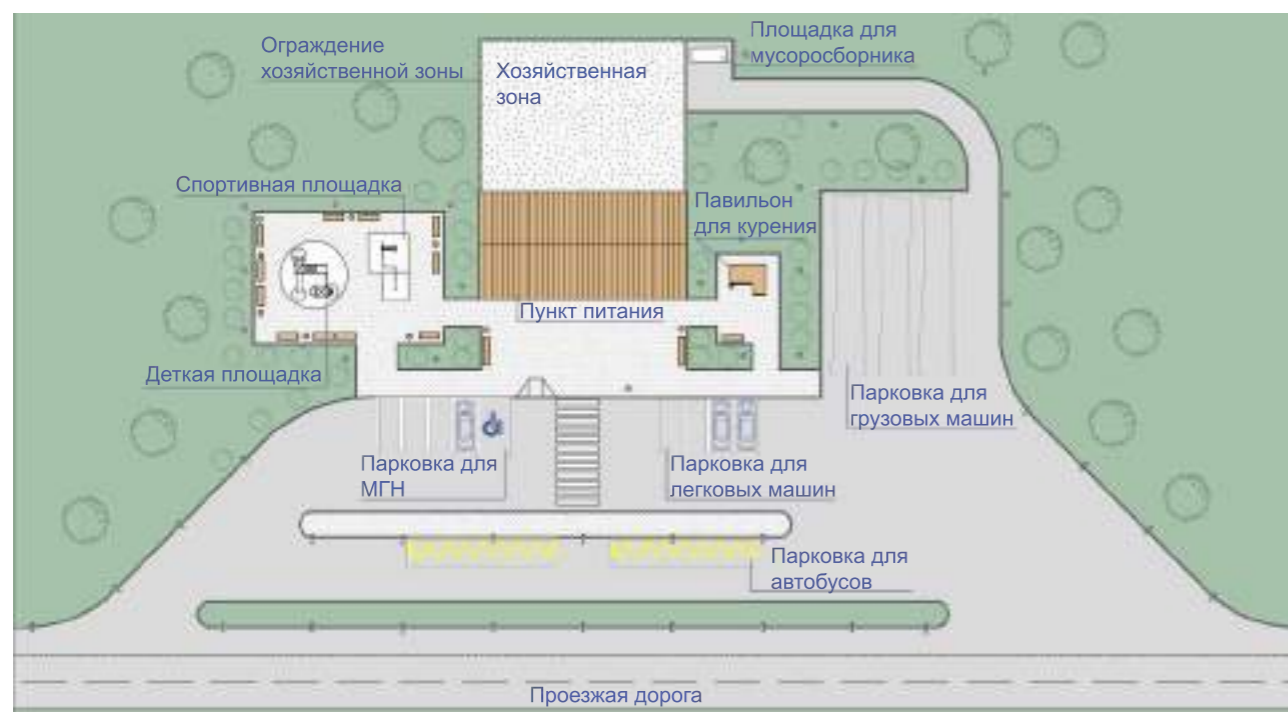 Ограждение
хозяйственной зоны
Хозяйственная
зона
Площадка для
мусоросборника
Спортивная площадка
Павильон
для курения
Пункт питания
Деткая площадка
Парковка для
грузовых машин
Парковка для
МГН
Парковка для
легковых машин
Парковка для
автобусов
Проезжая дорога